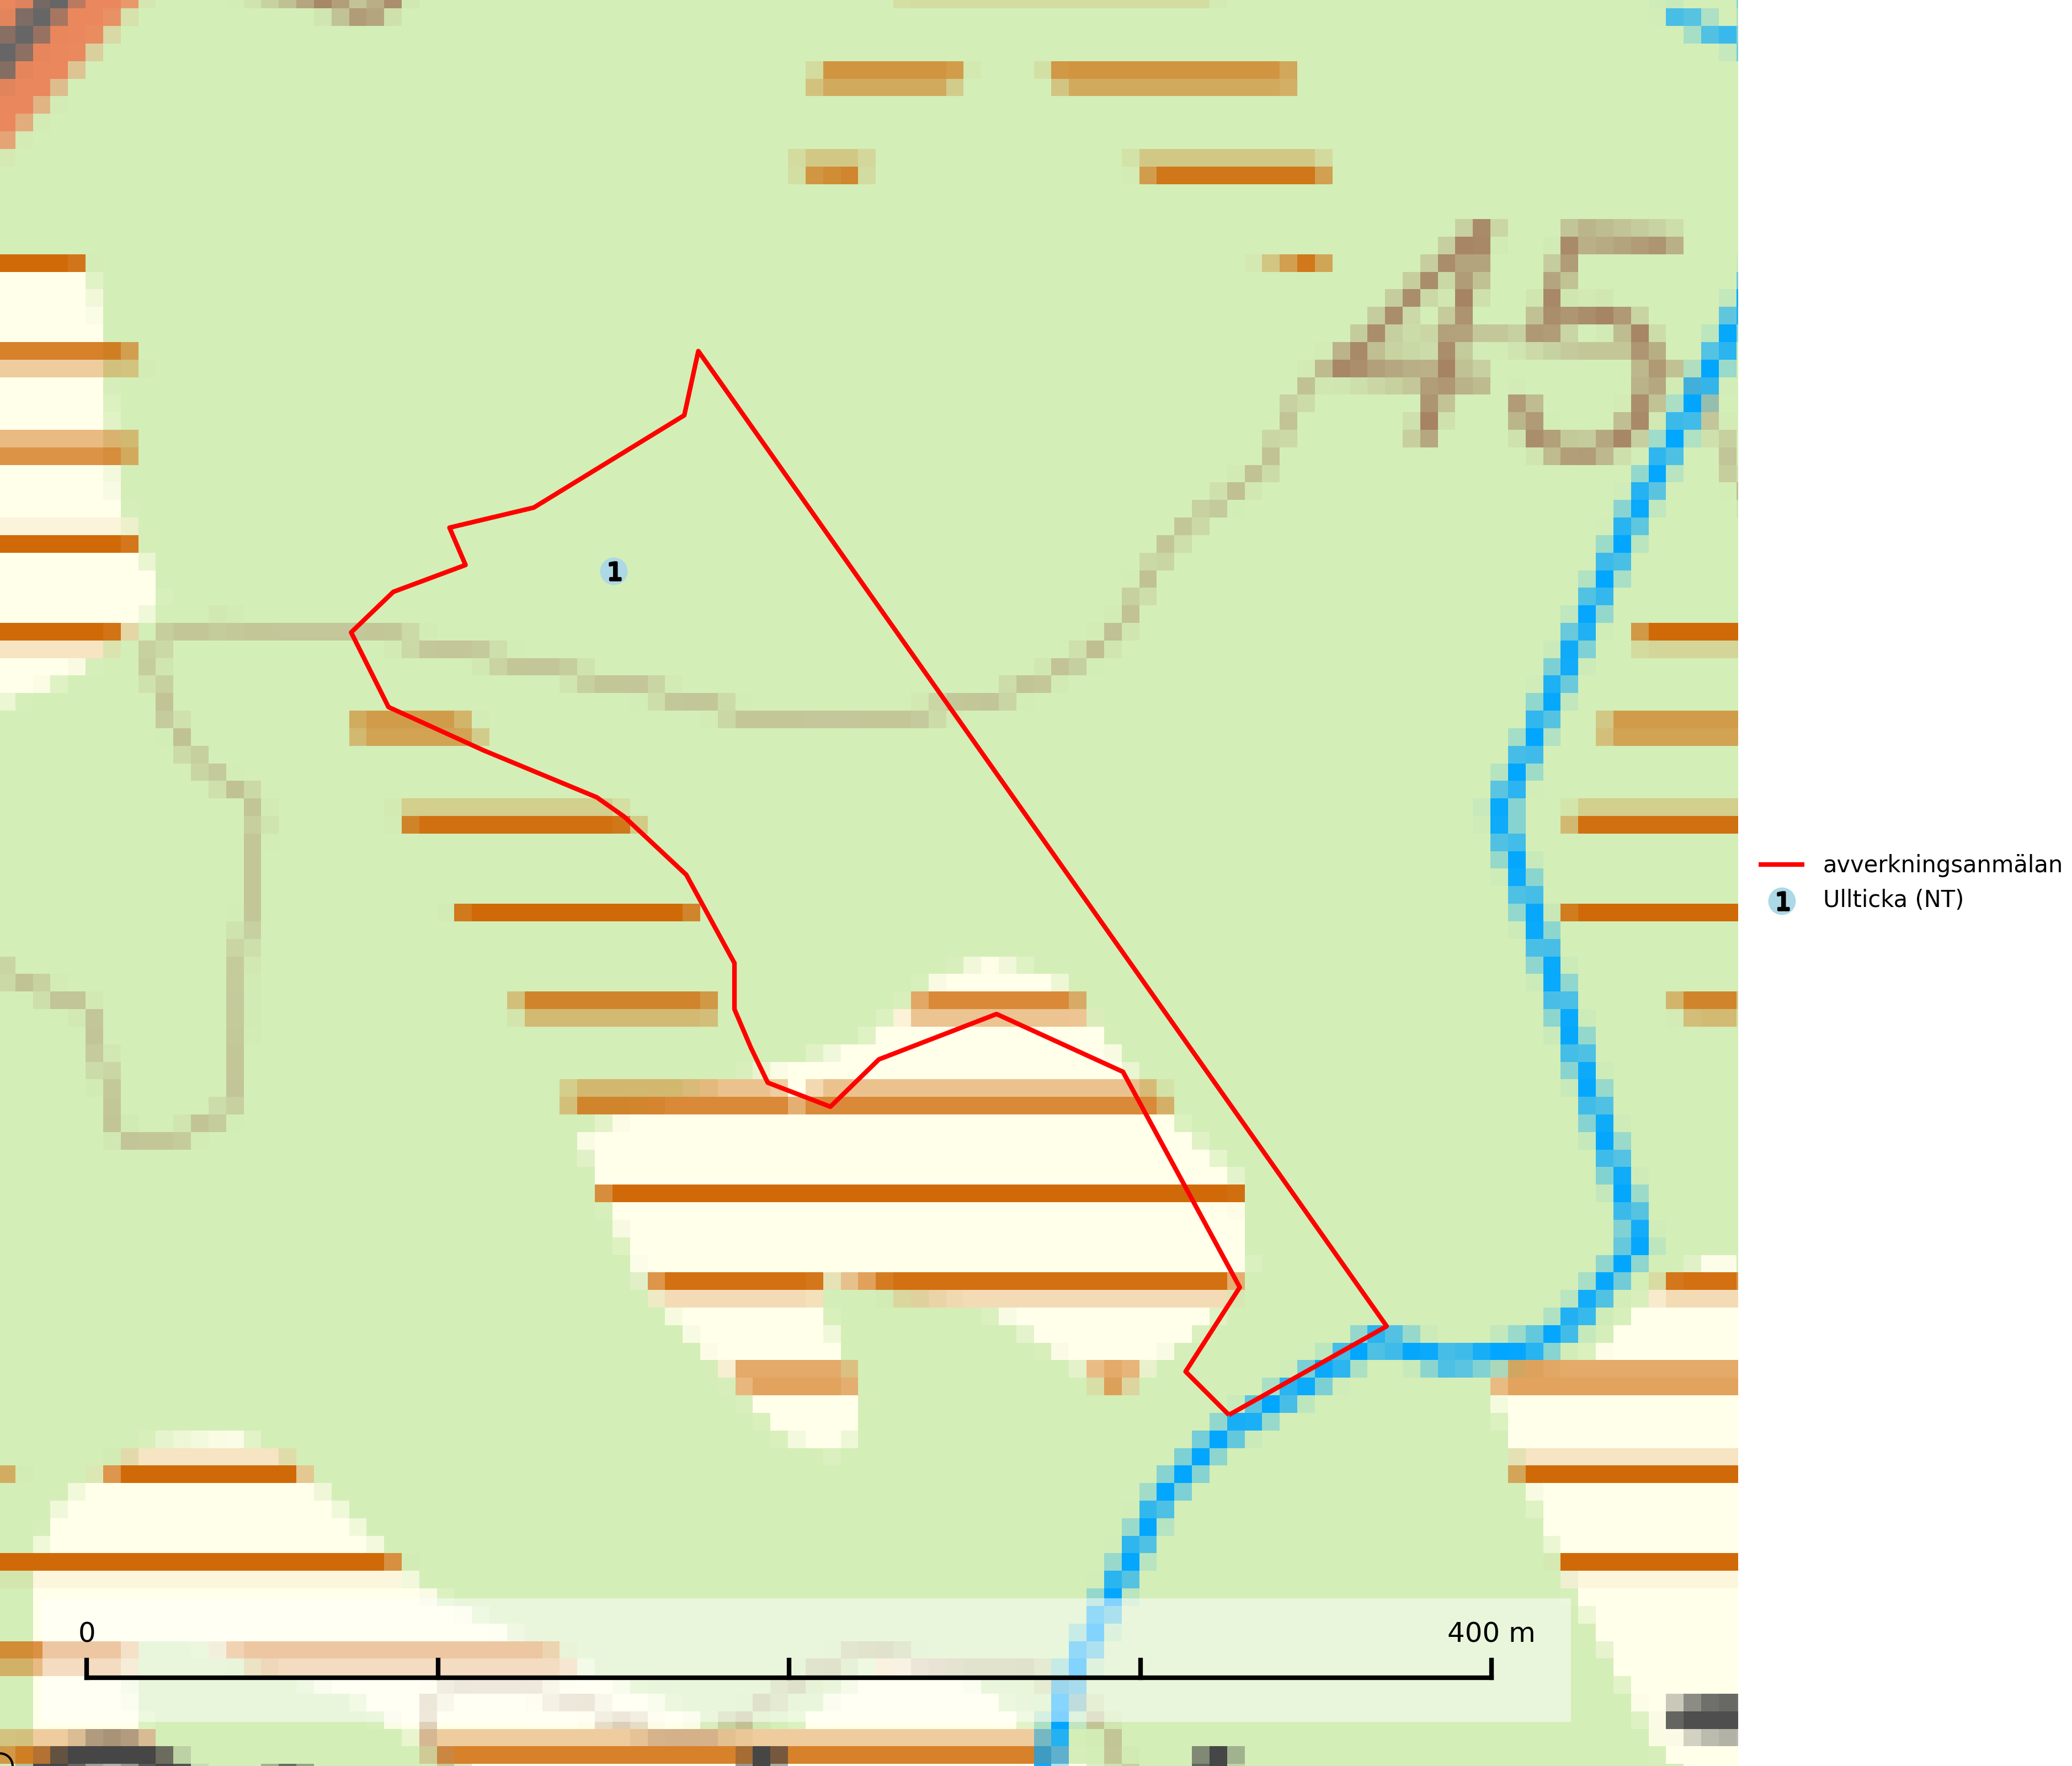 45
1
avverkningsanmälan
1 Ullticka (NT)
0 400 m